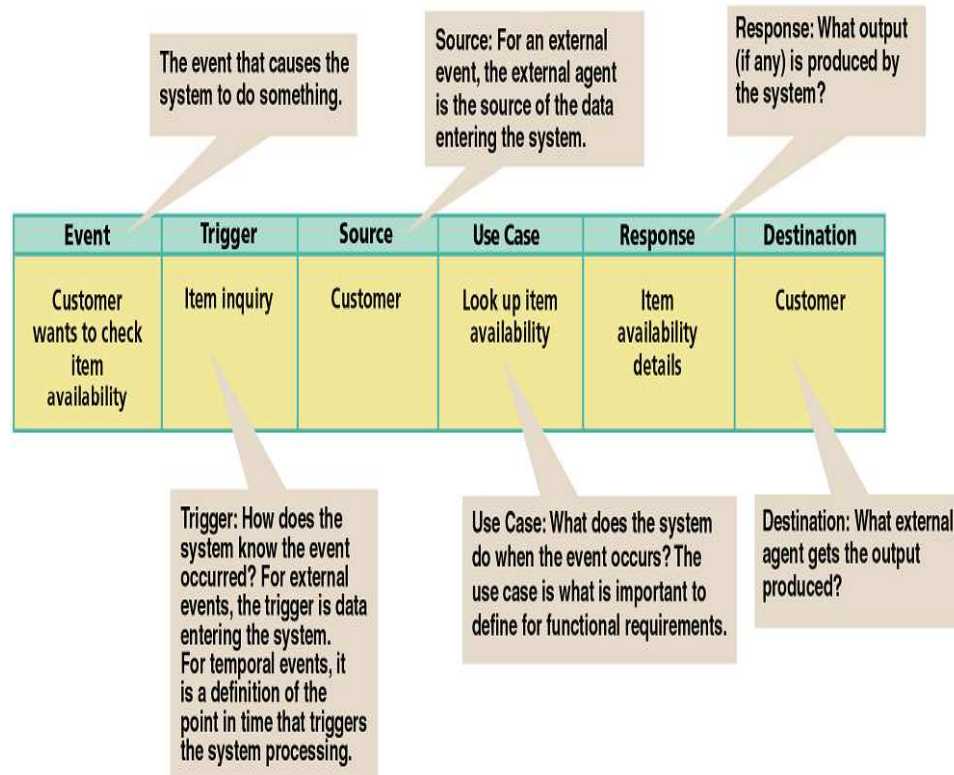 The event that causes the
system to do something.
Source: For an external
event, the external agent
is the source of the data
entering the system.
Response: What output
(if any) is produced by
the system?
Event
Trigger
Source
Use Case
Response
Destination
Customer
wants to check
item
availability
Item inquiry
Customer
Look up item
availability
Item
availability
details
Customer
Trigger: How does the
system know the event
occurred? For external
events, the trigger is data
entering the system.
For temporal events, it
is a definition of the
point in time that triggers
the system processing.
Use Case: What does the system
do when the event occurs? The
use case is what is important to
define for functional requirements.
Destination: What external
agent gets the output
produced?